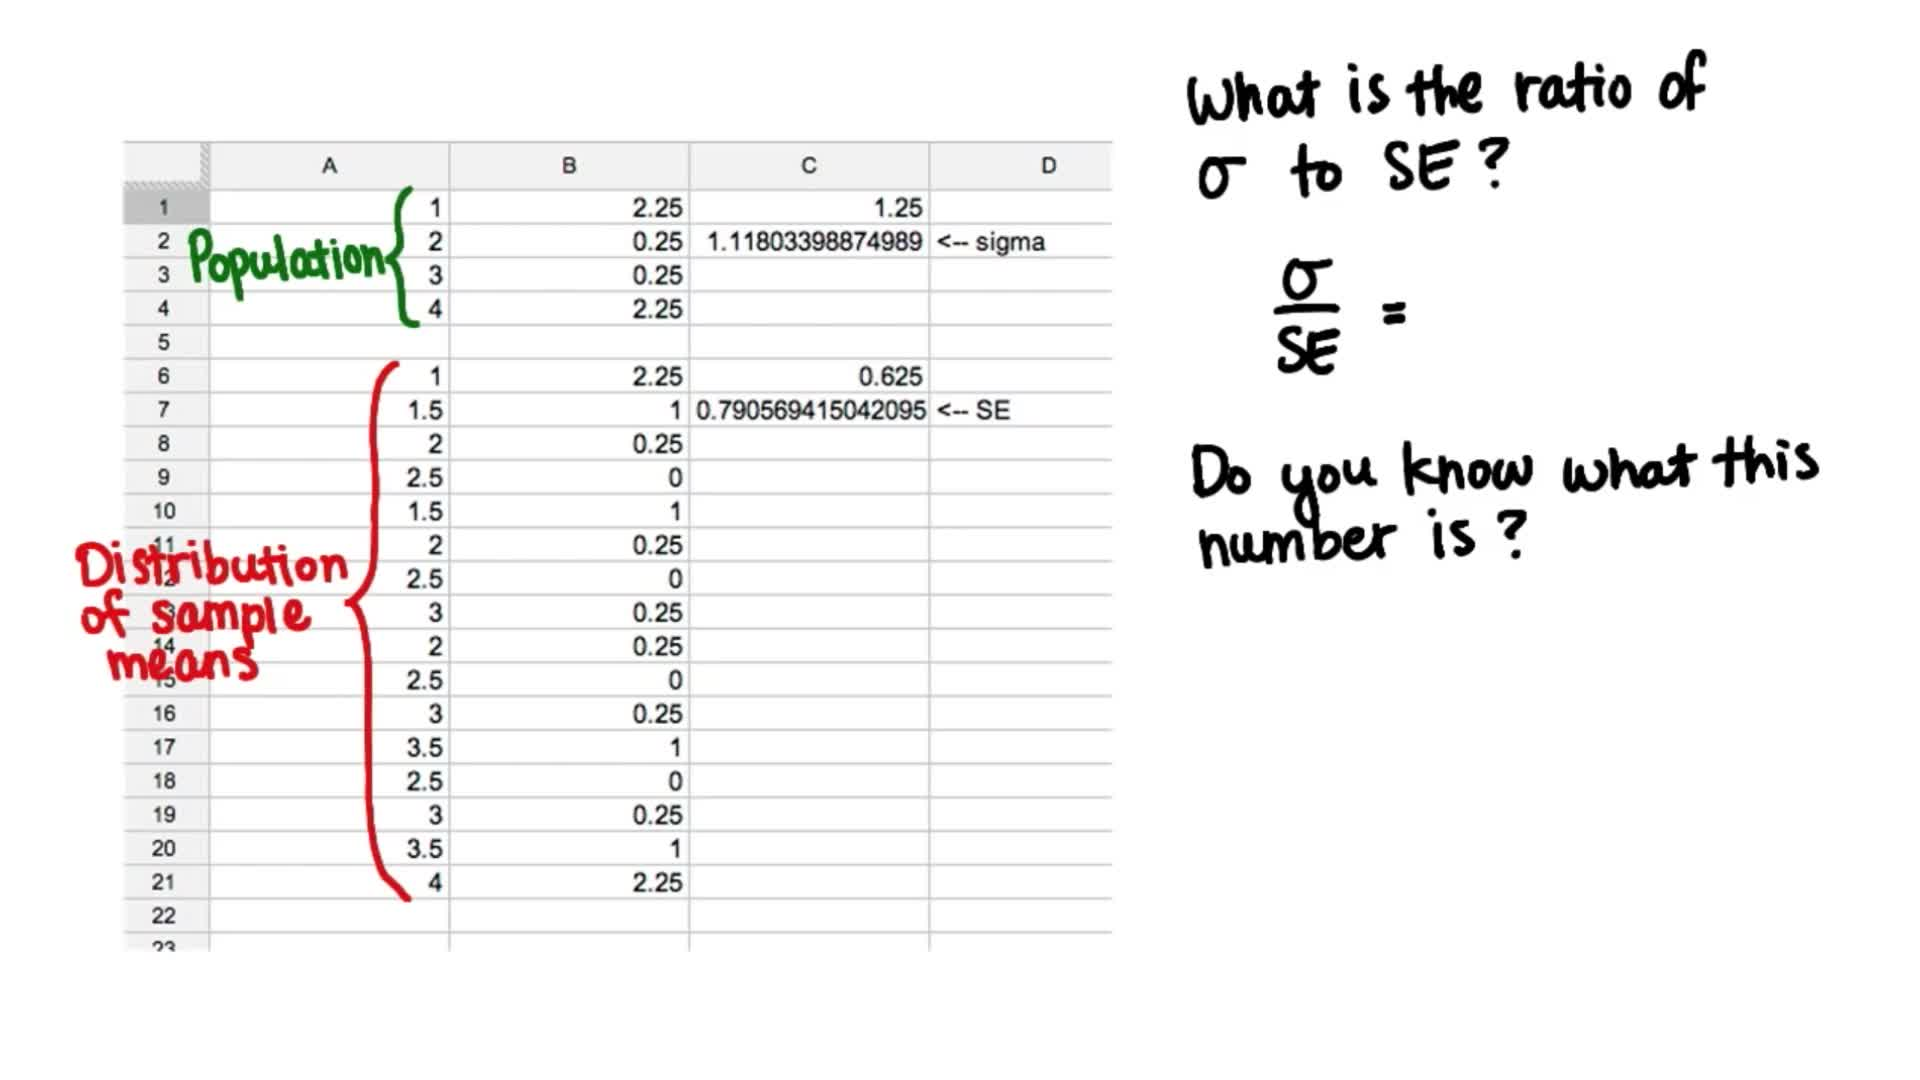 What is the ratio of
σ to SE?
A B C D
1 1 2.25 1.25
2 2 0.25 1.11803398874989 <-- sigma
3 3 0.25
4 4 2.25
Population
5
6 1 2.25 0.625
7 1.5 1 0.790569415042095 <-- SE
8 2 0.25
9 2.5 0
10 1.5 1
11 2 0.25
12 2.5 0
13 3 0.25
14 2 0.25
15 2.5 0
16 3 0.25
17 3.5 1
18 2.5 0
19 3 0.25
20 3.5 1
21 4 2.25
22
23
Distribution
of sample
means
σ
SE =
Do you know what this
number is?